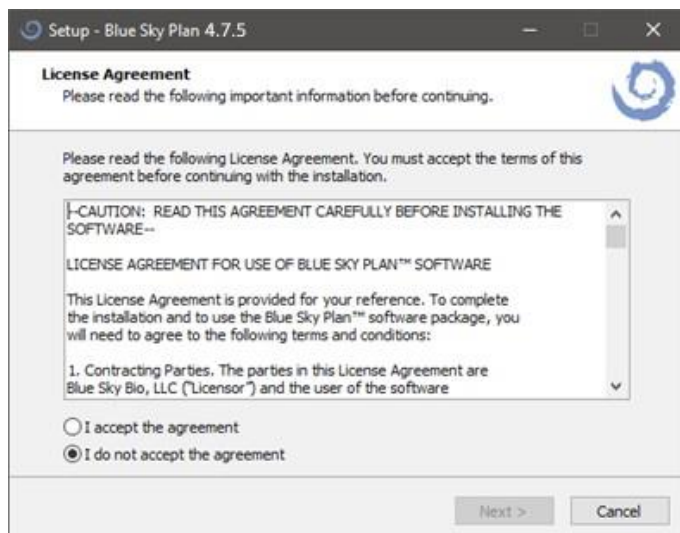 Setup - Blue Sky Plan 4.7.5
License Agreement
Please read the following important information before continuing.
Please read the following License Agreement. You must accept the terms of this
agreement before continuing with the installation.
--CAUTION:  READ THIS AGREEMENT CAREFULLY BEFORE INSTALLING THE
SOFTWARE--
LICENSE AGREEMENT FOR USE OF BLUE SKY PLAN™ SOFTWARE
This License Agreement is provided for your reference. To complete
the installation and to use the Blue Sky Plan™ software package, you
will need to agree to the following terms and conditions:
1. Contracting Parties. The parties in this License Agreement are
Blue Sky Bio, LLC ("Licensor") and the user of the software
I accept the agreement
I do not accept the agreement
Next >
Cancel